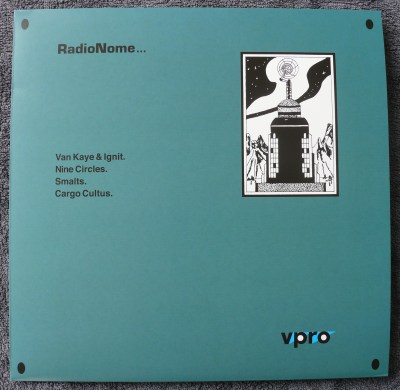 RadioNome...
Van Kaye & Ignit.
Nine Circles.
Smalts.
Cargo Cultus.
vpro